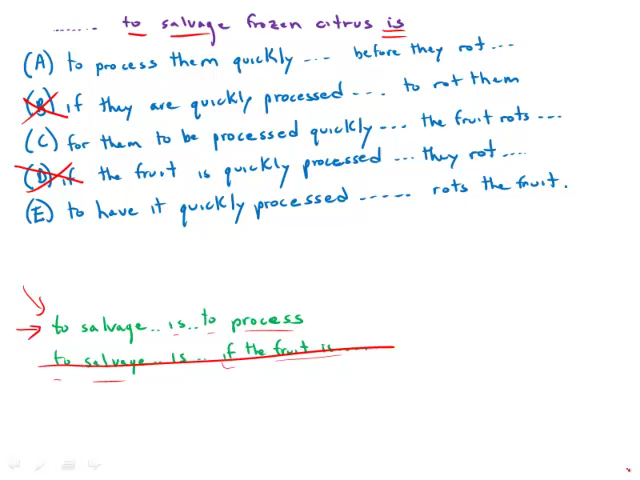 ....... to salvage frozen citrus is
(A) to process them quickly ... before they rot ...
(B) if they are quickly processed ... to rot them
(C) for them to be processed quickly ... the fruit rots ...
(D) if the fruit is quickly processed ... they rot ....
(E) to have it quickly processed ..... rots the fruit.
to salvage .. is .. to process
to salvage .. is .. if the fruit is ....